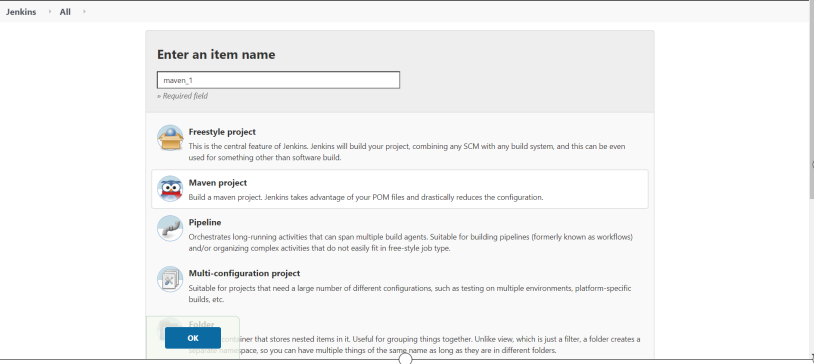 Jenkins All
Enter an item name
maven_1
» Required field
Freestyle project
This is the central feature of Jenkins. Jenkins will build your project, combining any SCM with any build system, and this can be even
used for something other than software build.
Maven project
Build a maven project. Jenkins takes advantage of your POM files and drastically reduces the configuration.
Pipeline
Orchestrates long-running activities that can span multiple build agents. Suitable for building pipelines (formerly known as workflows)
and/or organizing complex activities that do not easily fit in free-style job type.
Multi-configuration project
Suitable for projects that need a large number of different configurations, such as testing on multiple environments, platform-specific
builds, etc.
Folder
OK
container that stores nested items in it. Useful for grouping things together. Unlike view, which is just a filter, a folder creates a
separate namespace, so you can have multiple things of the same name as long as they are in different folders.